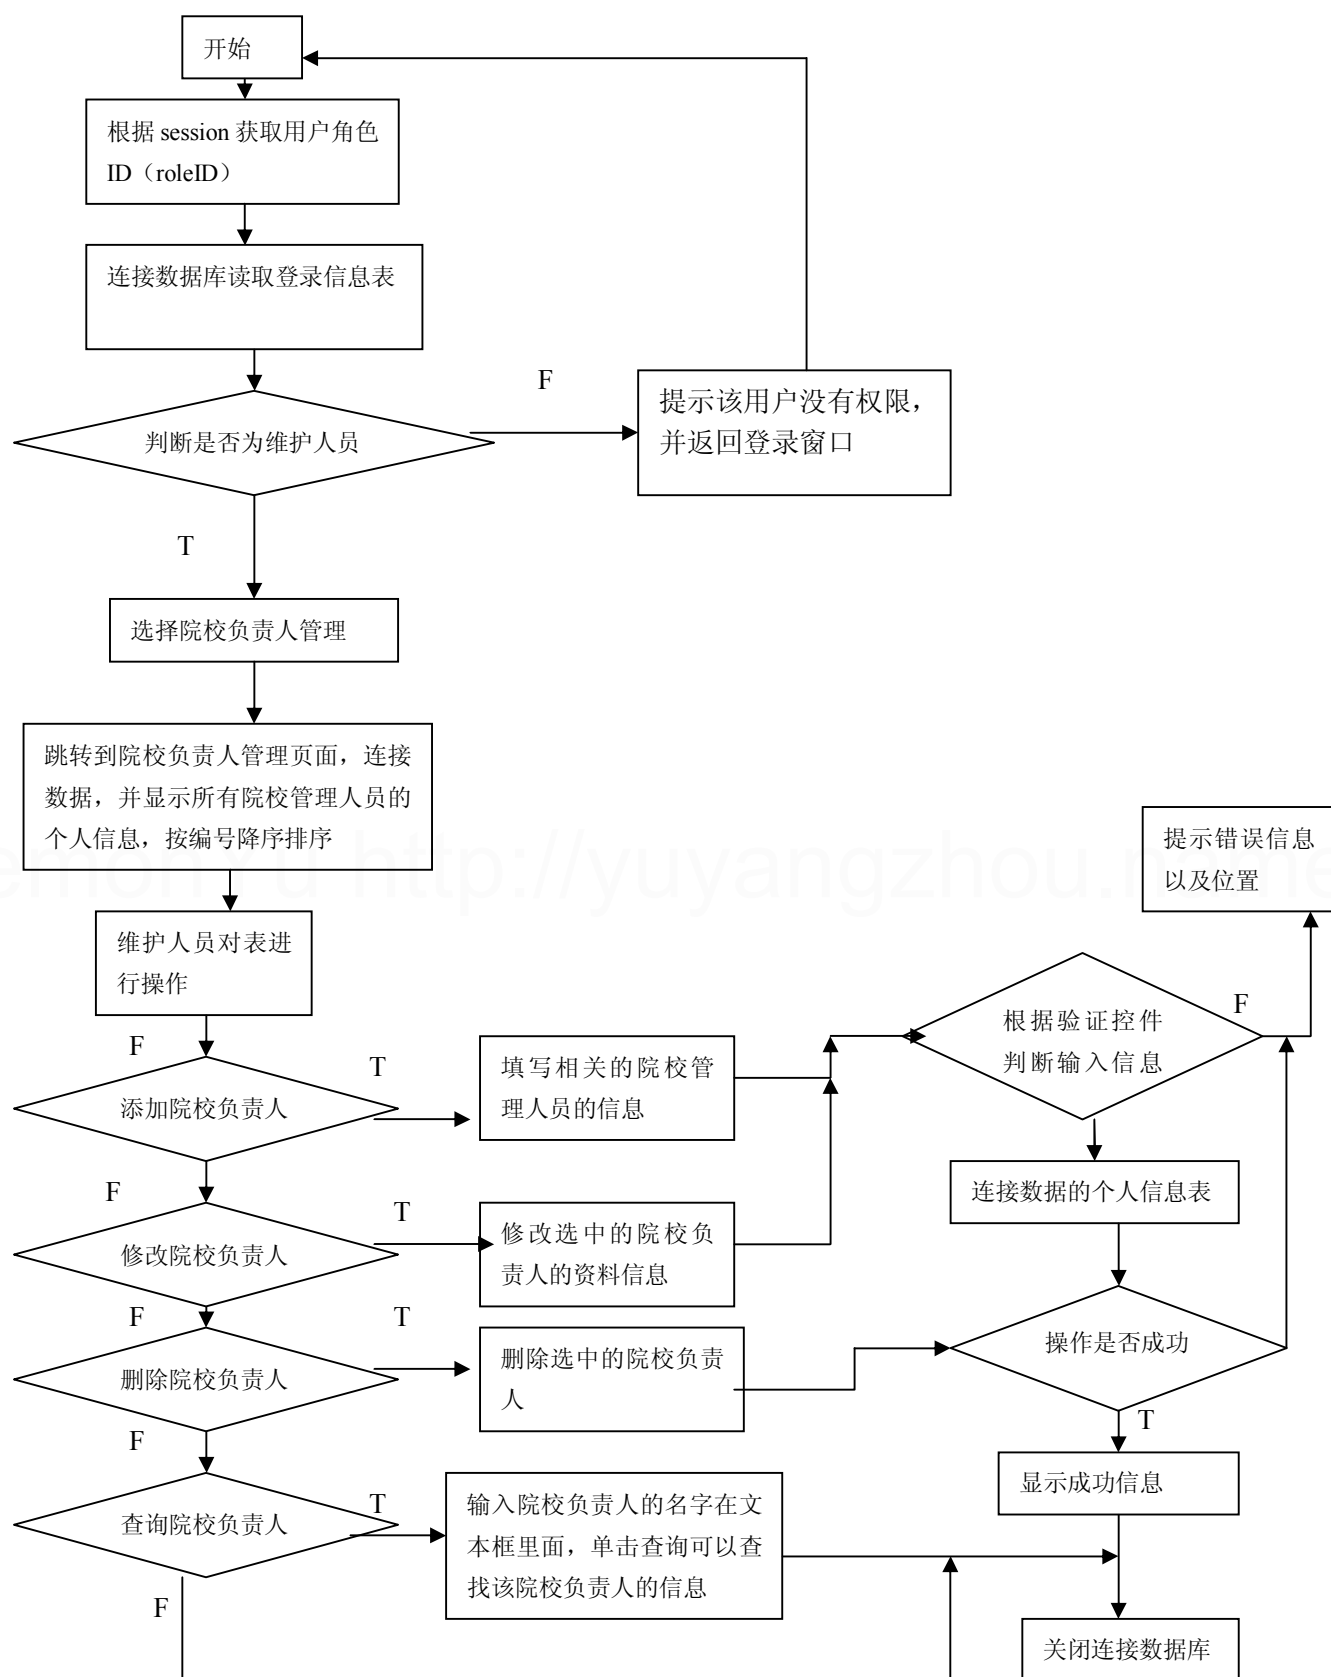 开始
根据 session 获取用户角色
ID（roleID）
连接数据库读取登录信息表
F
提示该用户没有权限，
并返回登录窗口
判断是否为维护人员
T
选择院校负责人管理
跳转到院校负责人管理页面，连接
数据，并显示所有院校管理人员的
个人信息，按编号降序排序
提示错误信息
以及位置
http://yuyangzhou.name
维护人员对表进
行操作
F
根据验证控件
判断输入信息
F
T
填写相关的院校管
理人员的信息
添加院校负责人
F
T
连接数据的个人信息表
修改选中的院校负
责人的资料信息
修改院校负责人
F
T
操作是否成功
删除选中的院校负责
人
删除院校负责人
T
F
显示成功信息
T
输入院校负责人的名字在文
本框里面，单击查询可以查
找该院校负责人的信息
查询院校负责人
F
关闭连接数据库